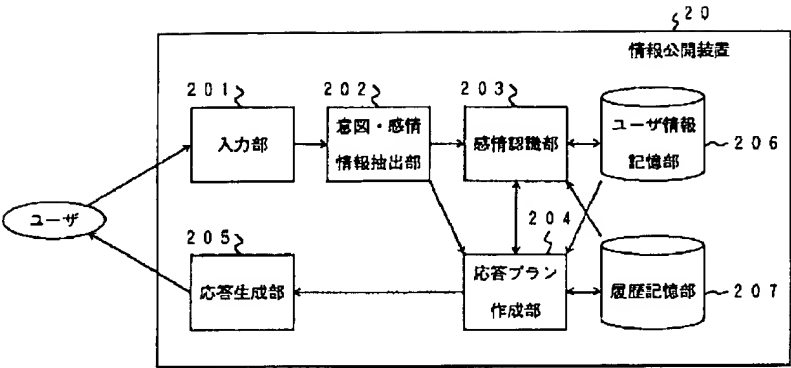 20
情報公開装置
201
202
203
入力部
意図・感情
情報抽出部
感情認識部
ユーザ情報
記憶部
206
204
ユーザ
205
応答生成部
応答プラン
作成部
履歴記憶部
207